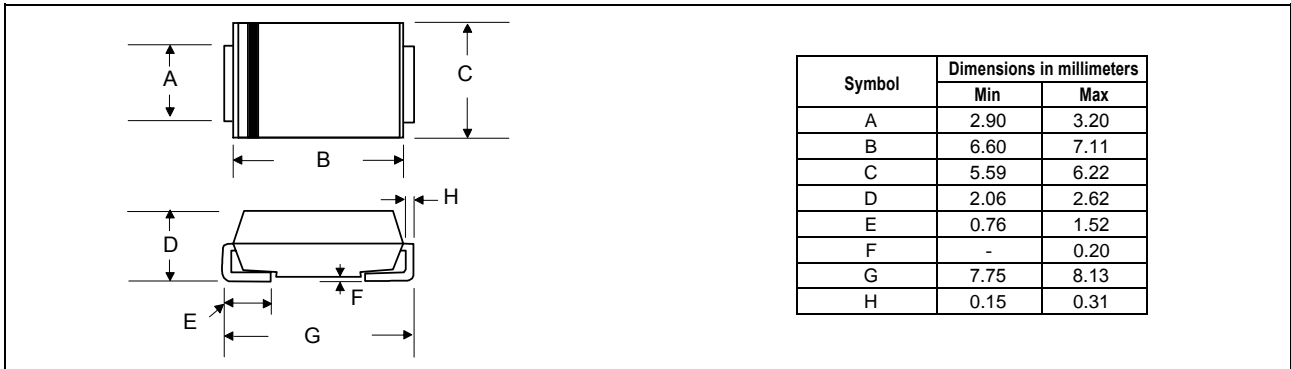 A
C
B
H
D
F
E
G
Symbol Dimensions in millimeters
Min Max
A 2.90 3.20
B 6.60 7.11
C 5.59 6.22
D 2.06 2.62
E 0.76 1.52
F - 0.20
G 7.75 8.13
H 0.15 0.31